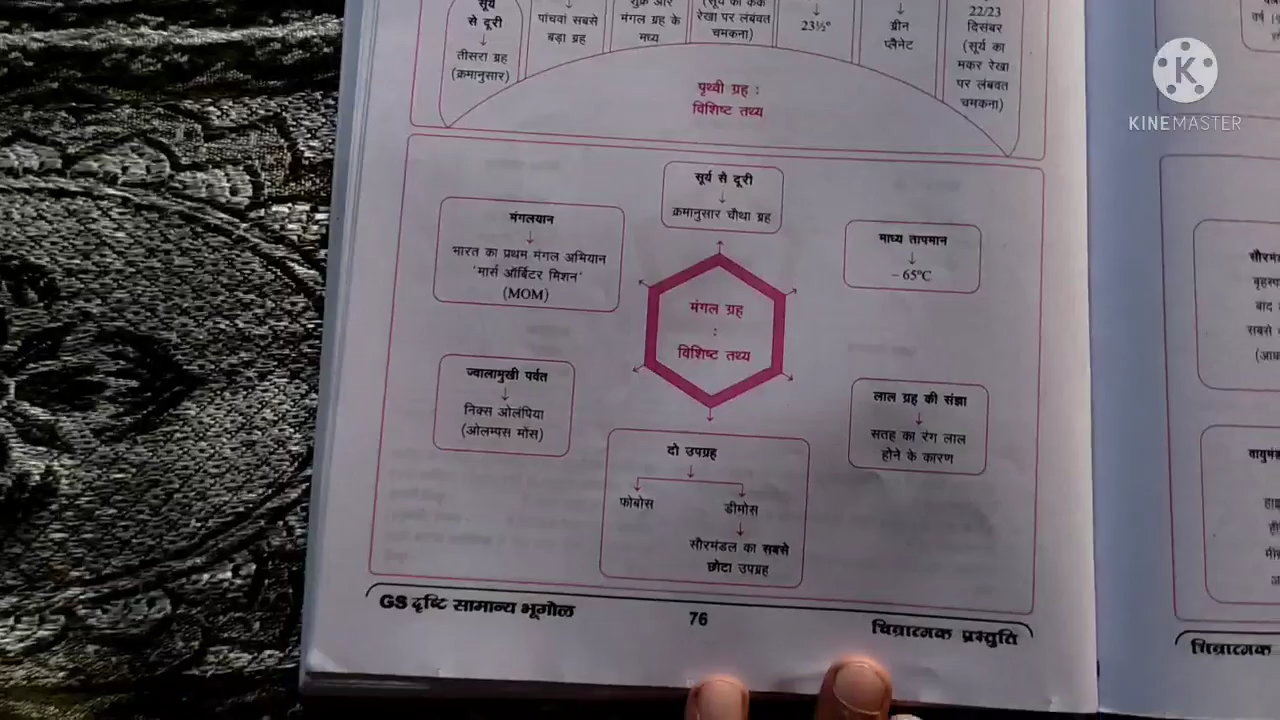 सूर्य
से दूरी
तीसरा ग्रह
(क्रमानुसार)
पांचवां सबसे
बड़ा ग्रह
मंगल ग्रह के
मध्य
रेखा पर लंबवत
चमकना)
23½°
ग्रीन
प्लैनेट
22/23
दिसंबर
(सूर्य का
मकर रेखा
पर लंबवत
चमकना)
पृथ्वी ग्रह :
विशिष्ट तथ्य
सूर्य से दूरी
क्रमानुसार चौथा ग्रह
मंगलयान
भारत का प्रथम मंगल अभियान
'मार्स ऑर्बिटर मिशन'
(MOM)
माध्य तापमान
– 65°C
मंगल ग्रह
:
विशिष्ट तथ्य
ज्वालामुखी पर्वत
निक्स ओलंपिया
(ओलम्पस मोंस)
लाल ग्रह की संज्ञा
सतह का रंग लाल
होने के कारण
दो उपग्रह
फोबोस
डीमोस
सौरमंडल का सबसे
छोटा उपग्रह
GS दृष्टि सामान्य भूगोल
76
चित्रात्मक प्रस्तुति
बाद
चित्रात्मक
KINEMASTER